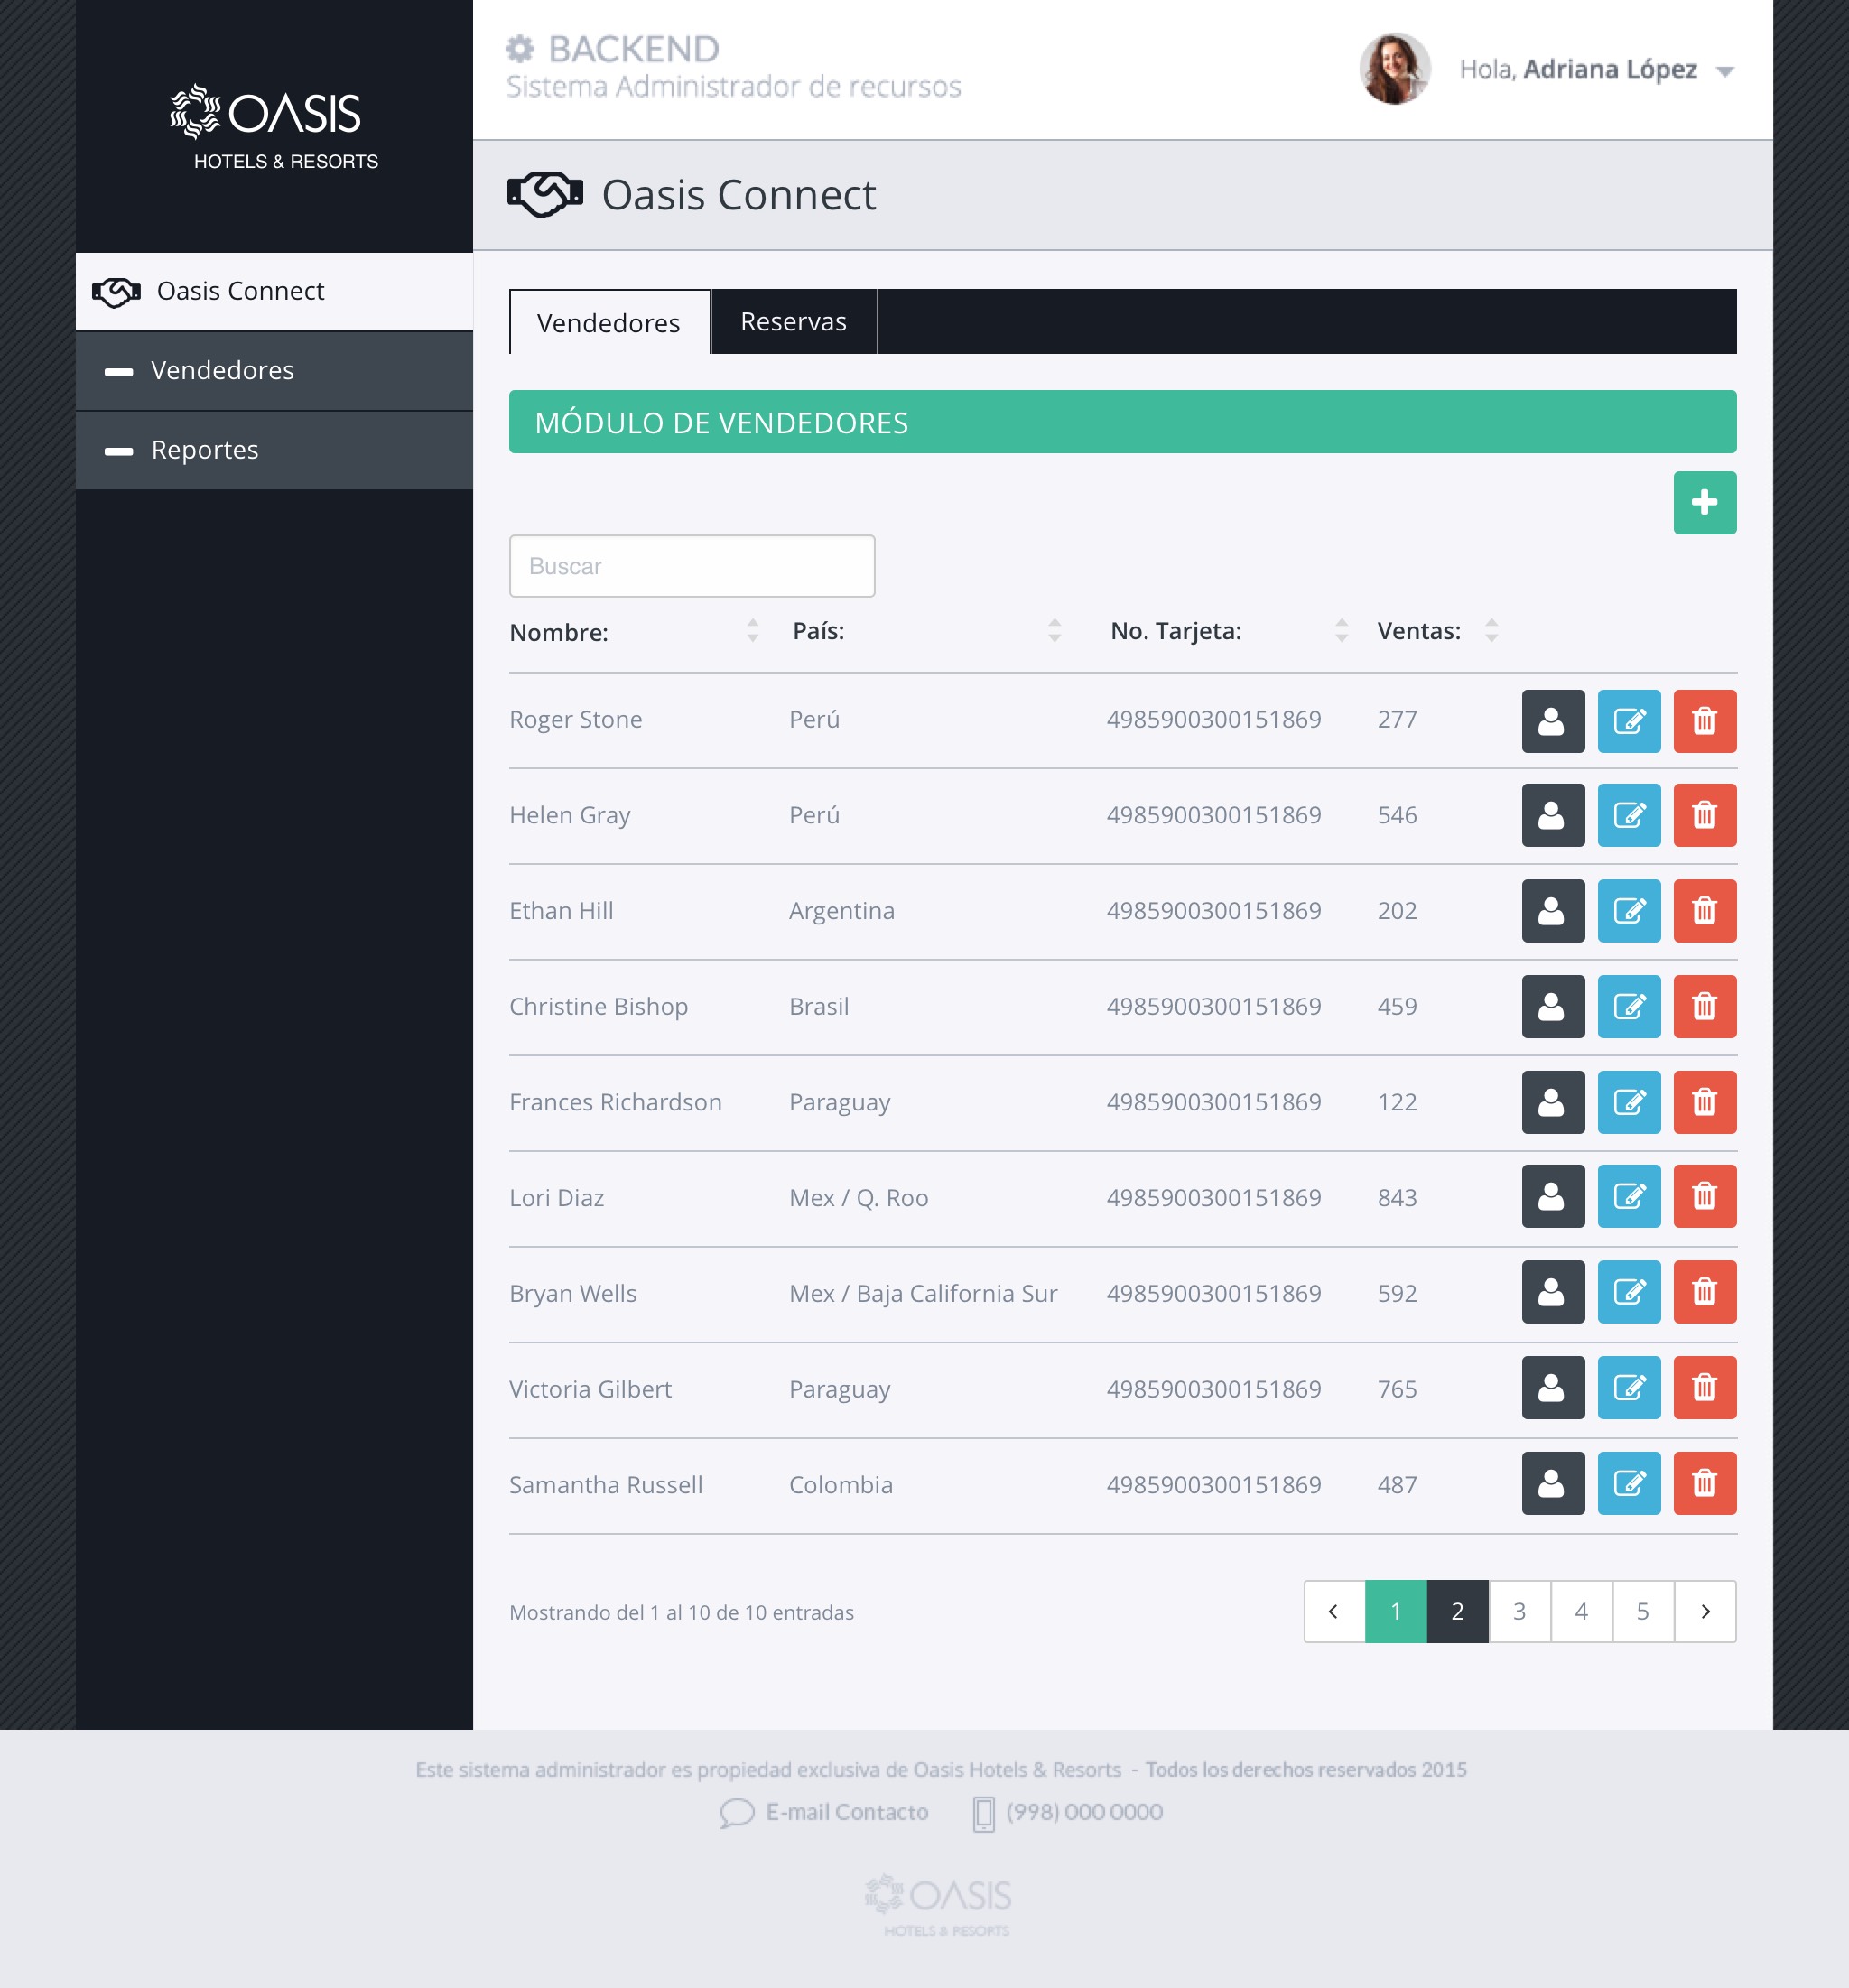 OASIS
HOTELS & RESORTS
BACKEND
Sistema Administrador de recursos
Hola, Adriana López
Oasis Connect
Oasis Connect
Vendedores
Reportes
Vendedores
Reservas
MÓDULO DE VENDEDORES
Buscar
Nombre: País: No. Tarjeta: Ventas:
Roger Stone Perú 4985900300151869 277
Helen Gray Perú 4985900300151869 546
Ethan Hill Argentina 4985900300151869 202
Christine Bishop Brasil 4985900300151869 459
Frances Richardson Paraguay 4985900300151869 122
Lori Diaz Mex / Q. Roo 4985900300151869 843
Bryan Wells Mex / Baja California Sur 4985900300151869 592
Victoria Gilbert Paraguay 4985900300151869 765
Samantha Russell Colombia 4985900300151869 487
Mostrando del 1 al 10 de 10 entradas
1 2 3 4 5
Este sistema administrador es propiedad exclusiva de Oasis Hotels & Resorts - Todos los derechos reservados 2015
E-mail Contacto (998) 000 0000
OASIS
HOTELS & RESORTS